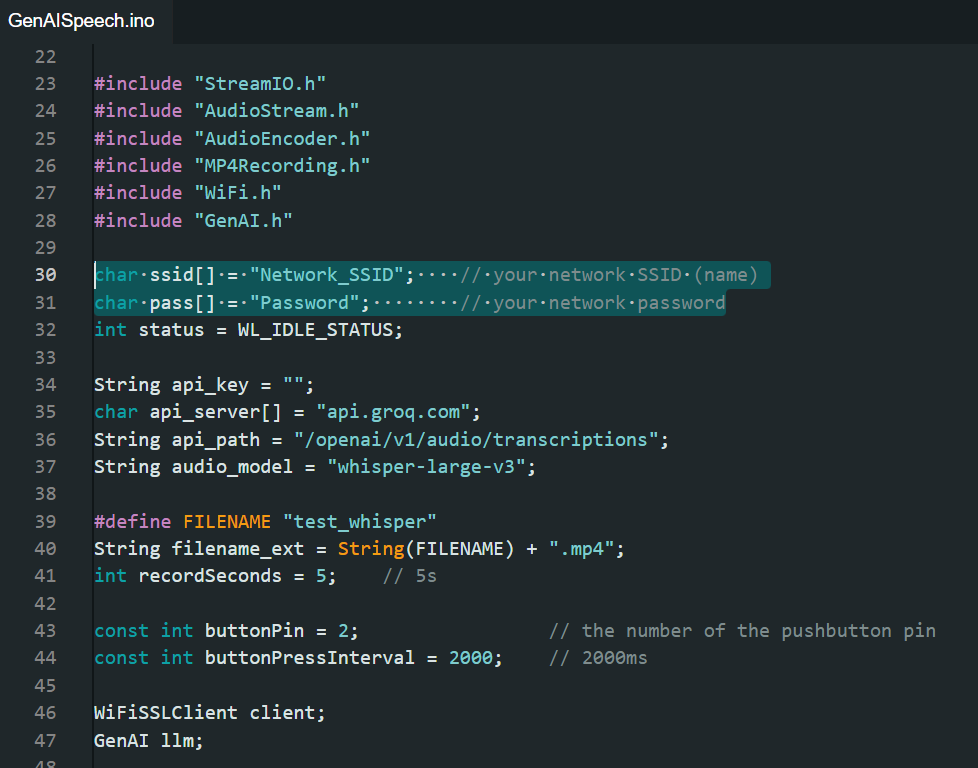 GenAISpeech.ino
22
23 #include "StreamIO.h"
24 #include "AudioStream.h"
25 #include "AudioEncoder.h"
26 #include "MP4Recording.h"
27 #include "WiFi.h"
28 #include "GenAI.h"
29
30 char·ssid[]·=·"Network_SSID";····//·your·network·SSID·(name)
31 char·pass[]·=·"Password";········//·your·network·password
32 int status = WL_IDLE_STATUS;
33
34 String api_key = "";
35 char api_server[] = "api.groq.com";
36 String api_path = "/openai/v1/audio/transcriptions";
37 String audio_model = "whisper-large-v3";
38
39 #define FILENAME "test_whisper"
40 String filename_ext = String(FILENAME) + ".mp4";
41 int recordSeconds = 5;    // 5s
42
43 const int buttonPin = 2;                 // the number of the pushbutton pin
44 const int buttonPressInterval = 2000;    // 2000ms
45
46 WiFiSSLClient client;
47 GenAI llm;
48